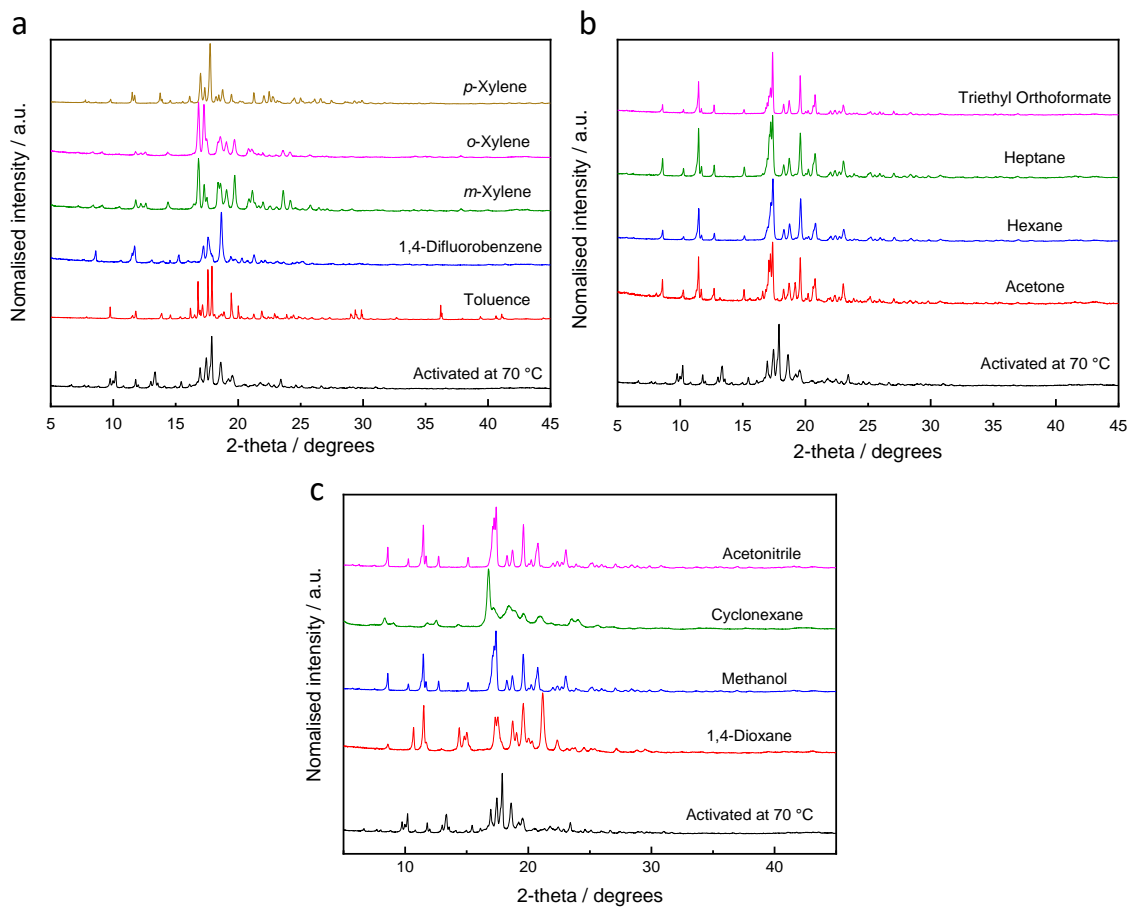 a
Nomalised intensity / a.u.
p-Xylene
o-Xylene
m-Xylene
1,4-Difluorobenzene
Toluence
Activated at 70 °C
5 10 15 20 25 30 35 40 45
2-theta / degrees
b
Nomalised intensity / a.u.
Triethyl Orthoformate
Heptane
Hexane
Acetone
Activated at 70 °C
5 10 15 20 25 30 35 40 45
2-theta / degrees
c
Nomalised intensity / a.u.
Acetonitrile
Cyclonexane
Methanol
1,4-Dioxane
Activated at 70 °C
10 20 30 40
2-theta / degrees